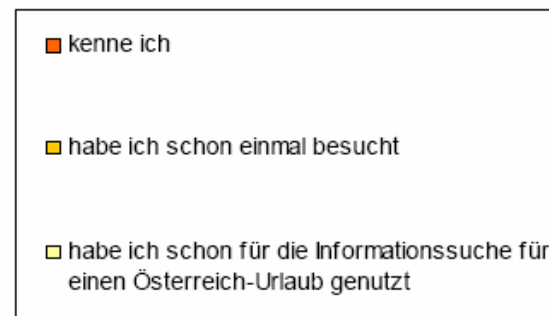 kenne ich
habe ich schon einmal besucht
habe ich schon für die Informationssuche für
einen Österreich-Urlaub genutzt